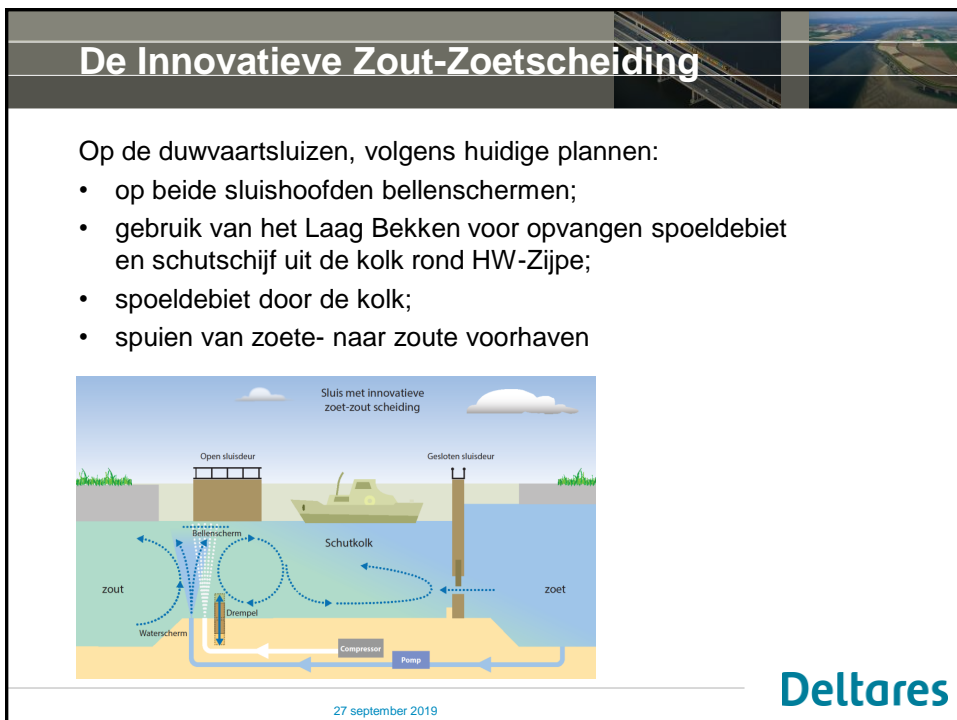 De Innovatieve Zout-Zoetscheiding
Op de duwvaartsluizen, volgens huidige plannen:
• op beide sluishoofden bellenschermen;
• gebruik van het Laag Bekken voor opvangen spoeldebiet
en schutschijf uit de kolk rond HW-Zijpe;
• spoeldebiet door de kolk;
• spuien van zoete- naar zoute voorhaven
Sluis met innovatieve
zoet-zout scheiding
Open sluisdeur
Gesloten sluisdeur
Bellenscherm
Schutkolk
zout
zoet
Drempel
Waterscherm
Compressor
Pomp
Deltares
27 september 2019